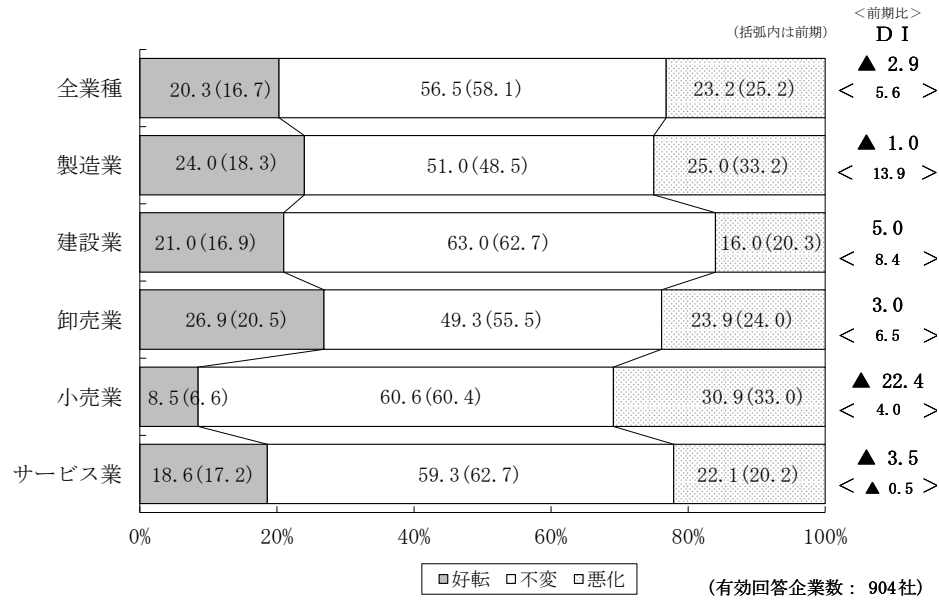 ＜前期比＞
(括弧内は前期) ＤＩ
全業種 20.3(16.7) 56.5(58.1) 23.2(25.2) ▲ 2.9
＜ 5.6 ＞
製造業 24.0(18.3) 51.0(48.5) 25.0(33.2) ▲ 1.0
＜ 13.9 ＞
建設業 21.0(16.9) 63.0(62.7) 16.0(20.3) 5.0
＜ 8.4 ＞
卸売業 26.9(20.5) 49.3(55.5) 23.9(24.0) 3.0
＜ 6.5 ＞
小売業 8.5(6.6) 60.6(60.4) 30.9(33.0) ▲ 22.4
＜ 4.0 ＞
サービス業 18.6(17.2) 59.3(62.7) 22.1(20.2) ▲ 3.5
＜ ▲ 0.5 ＞
0% 20% 40% 60% 80% 100%
好転 不変 悪化
(有効回答企業数： 904社)